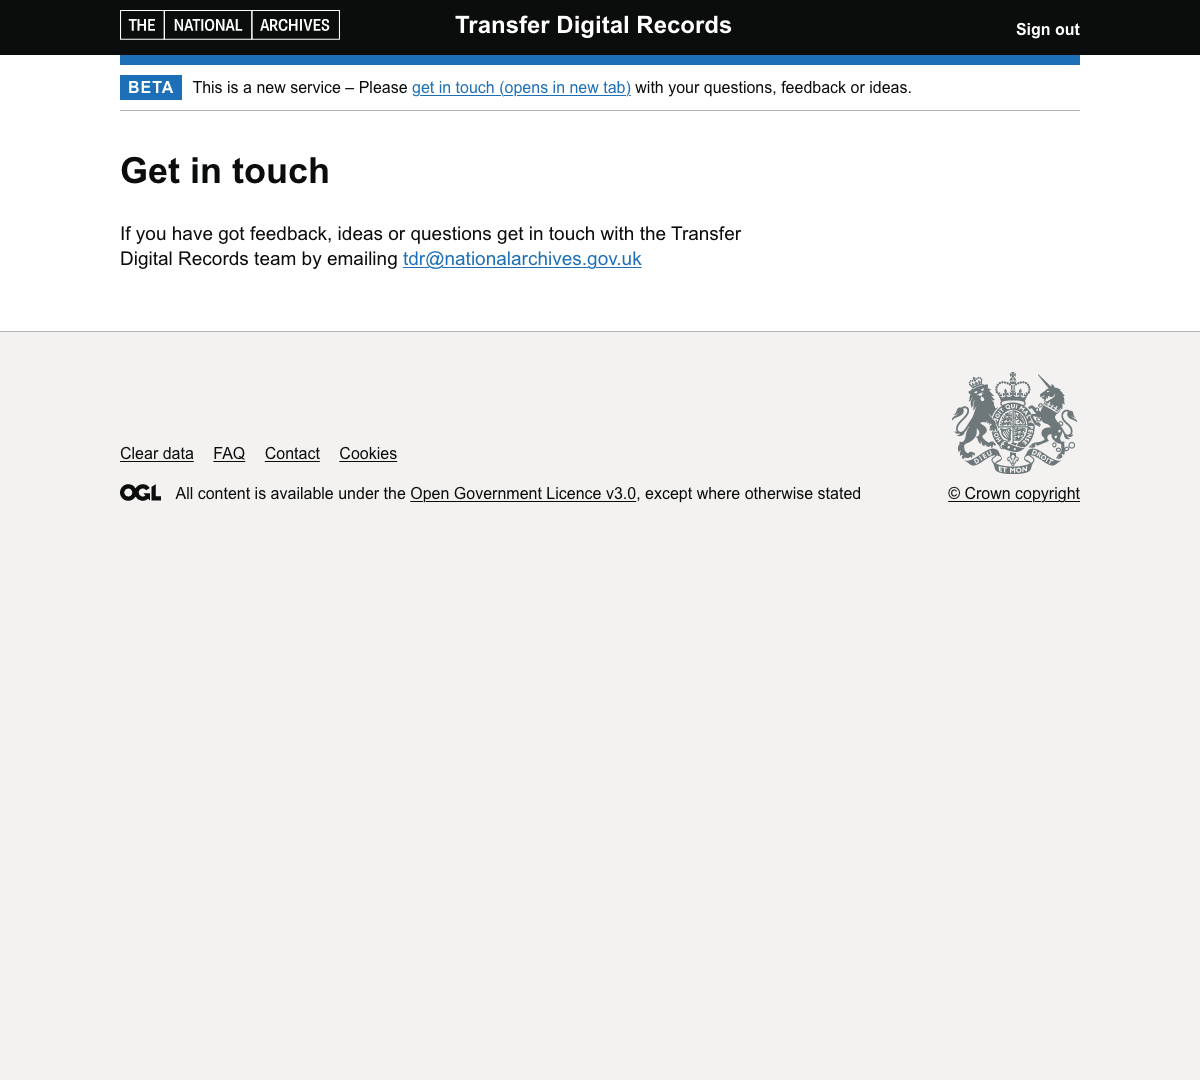 THE NATIONAL ARCHIVES
Transfer Digital Records
Sign out
BETA This is a new service – Please get in touch (opens in new tab) with your questions, feedback or ideas.
Get in touch
If you have got feedback, ideas or questions get in touch with the Transfer
Digital Records team by emailing tdr@nationalarchives.gov.uk
Clear data FAQ Contact Cookies
DIEU ET MON DROIT
OGL All content is available under the Open Government Licence v3.0, except where otherwise stated
© Crown copyright